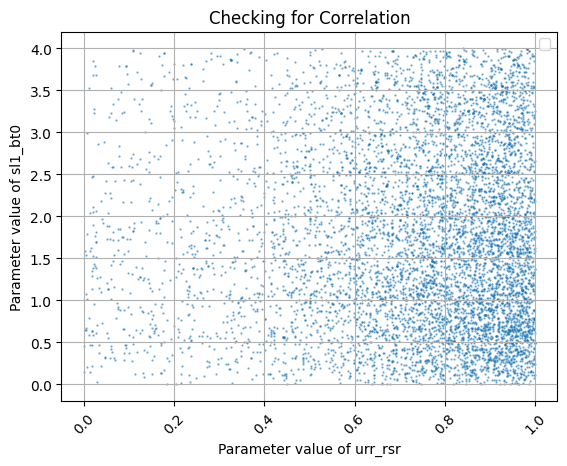 Checking for Correlation
4.0
3.5
3.0
2.5
2.0
1.5
1.0
0.5
0.0
Parameter value of sl1_bt0
0.0 0.2 0.4 0.6 0.8 1.0
Parameter value of urr_rsr